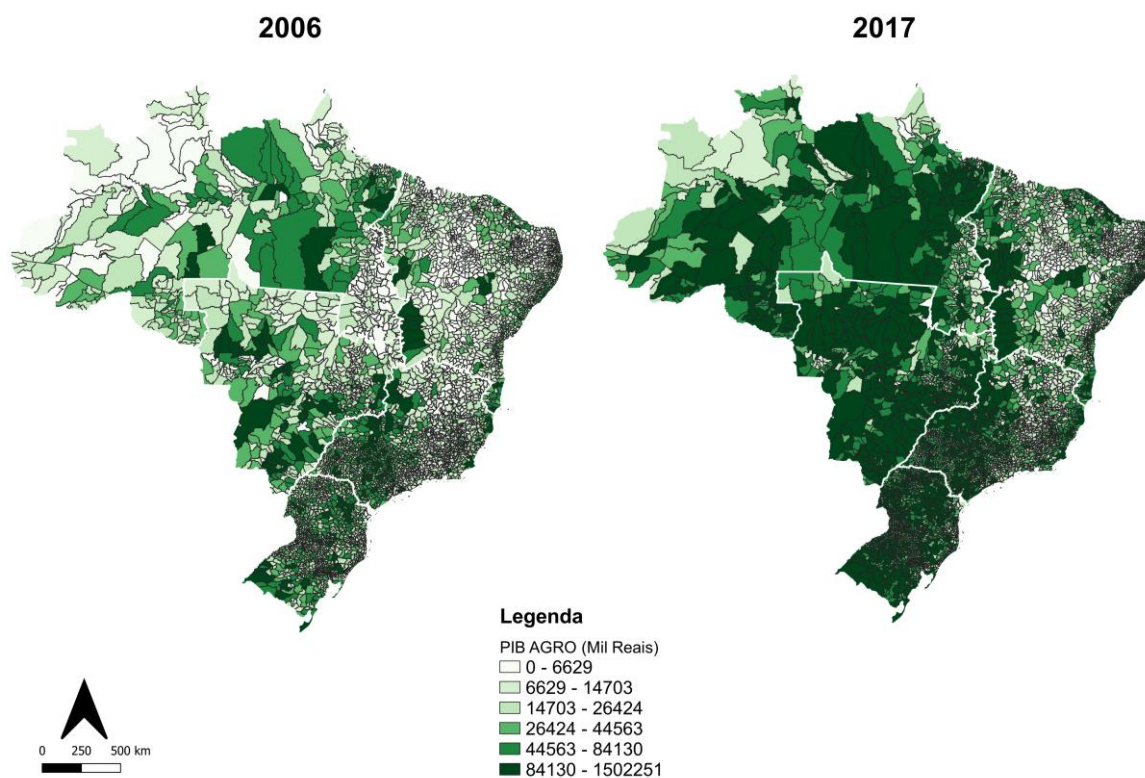 2006
2017
Legenda
PIB AGRO (Mil Reais)
0 - 6629
6629 - 14703
14703 - 26424
26424 - 44563
44563 - 84130
84130 - 1502251
0 250 500 km